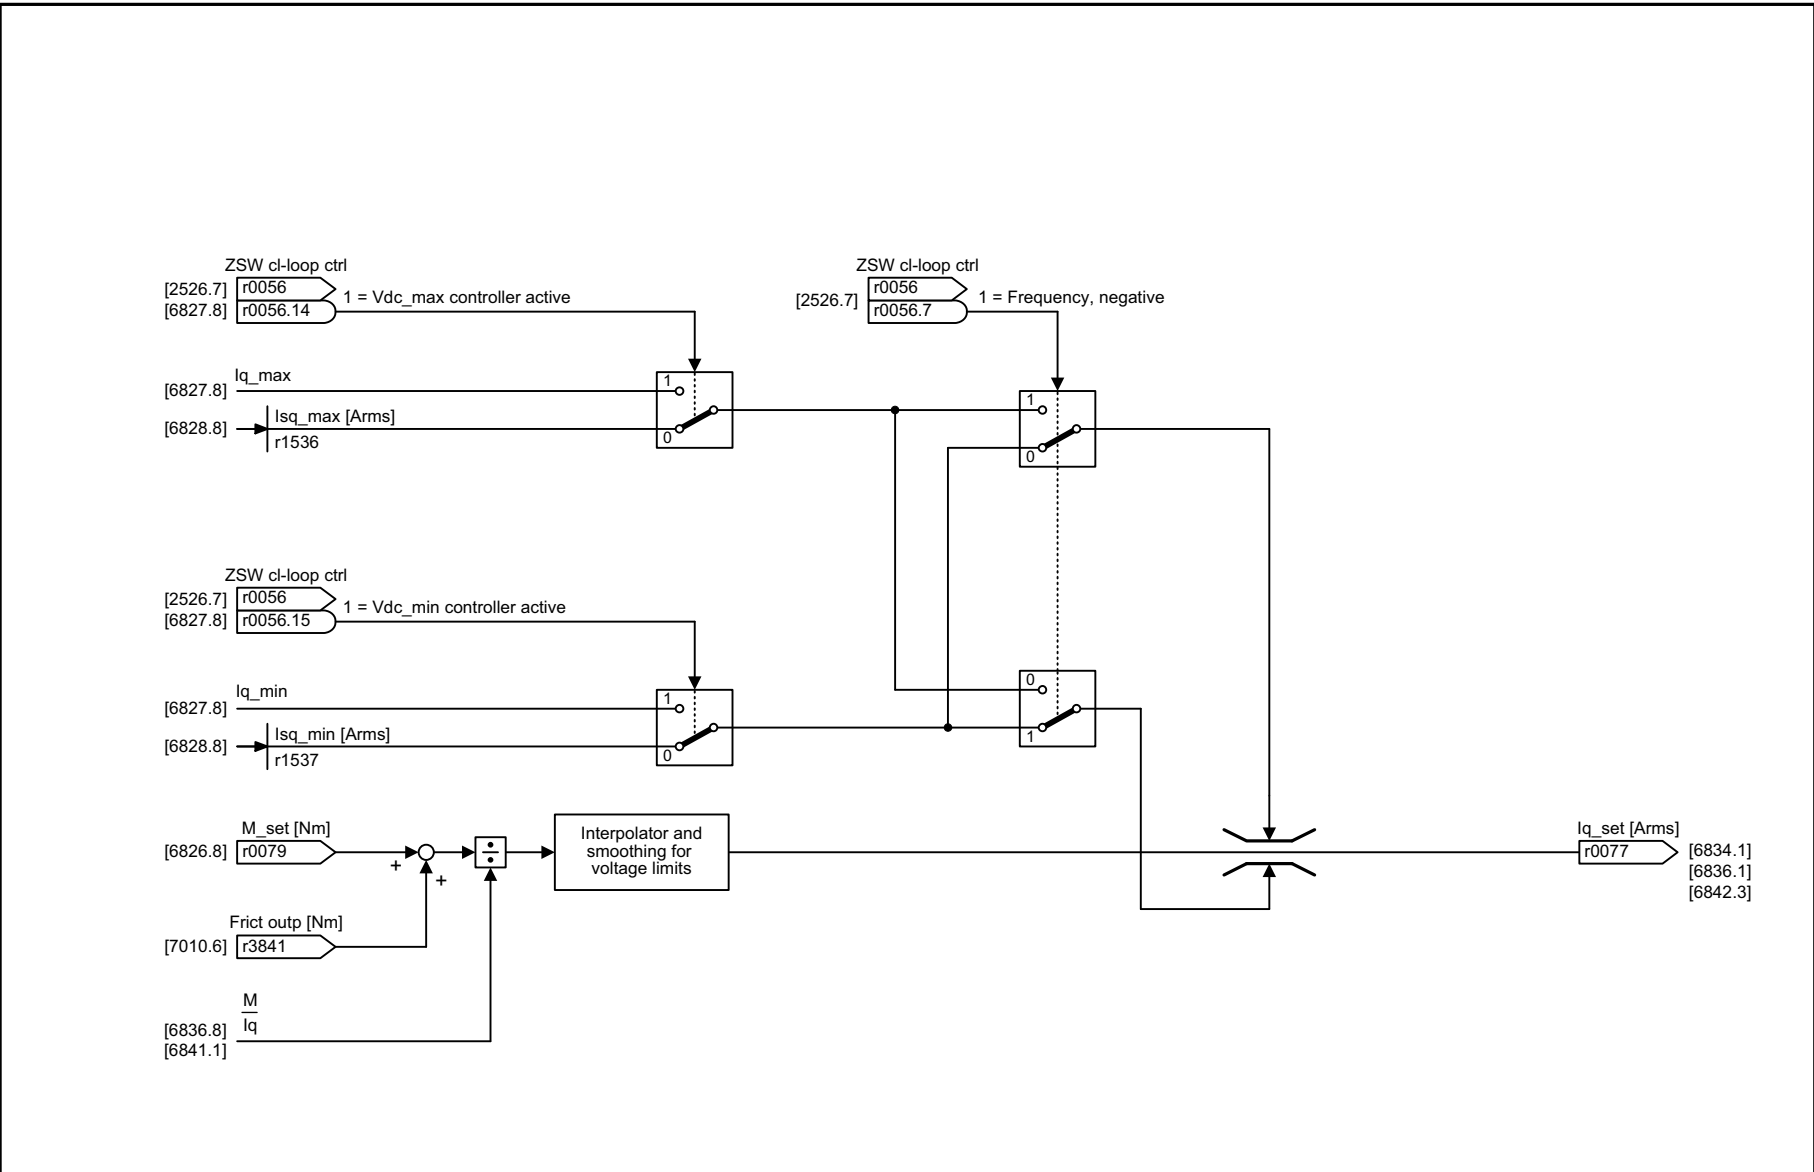 ZSW cl-loop ctrl
[2526.7] r0056
1 = Vdc_max controller active
[6827.8] r0056.14
ZSW cl-loop ctrl
r0056
[2526.7] 1 = Frequency, negative
r0056.7
Iq_max
[6827.8]
1
Isq_max [Arms]
[6828.8]
r1536
0
1
0
ZSW cl-loop ctrl
[2526.7] r0056
1 = Vdc_min controller active
[6827.8] r0056.15
Iq_min
[6827.8]
1
Isq_min [Arms]
[6828.8]
r1537
0
0
1
M_set [Nm]
[6826.8] r0079
+
+
÷
Interpolator and
smoothing for
voltage limits
Iq_set [Arms]
r0077 [6834.1]
[6836.1]
[6842.3]
Frict outp [Nm]
[7010.6] r3841
M
Iq
[6836.8]
[6841.1]